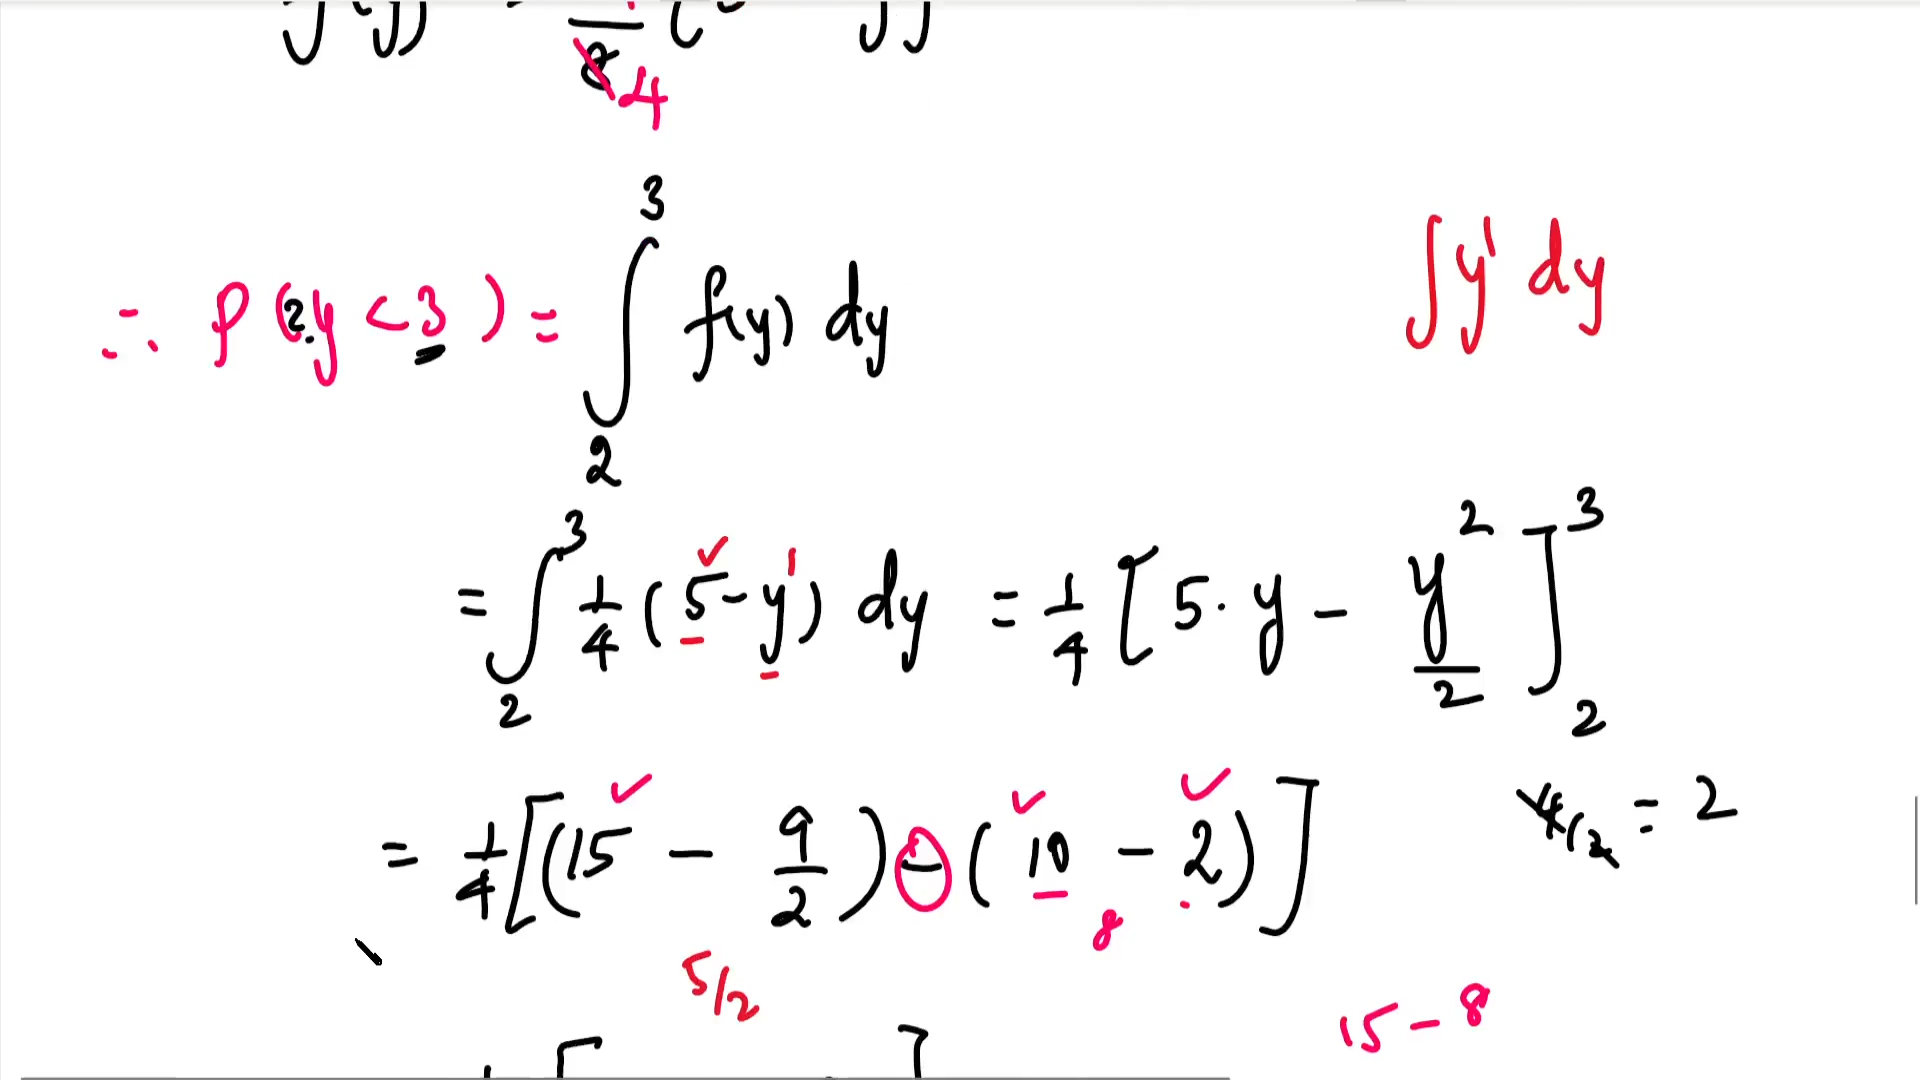 4
∴ P(2<y<3) = ∫₂³ f(y) dy
∫y¹ dy
= ∫₂³ 1/4 (5 - y¹) dy = 1/4 [5·y - y²/2]₂³
= 1/4 [(15 - 9/2) - (10 - 2)]
4/2 = 2
8
5/2
15 - 8